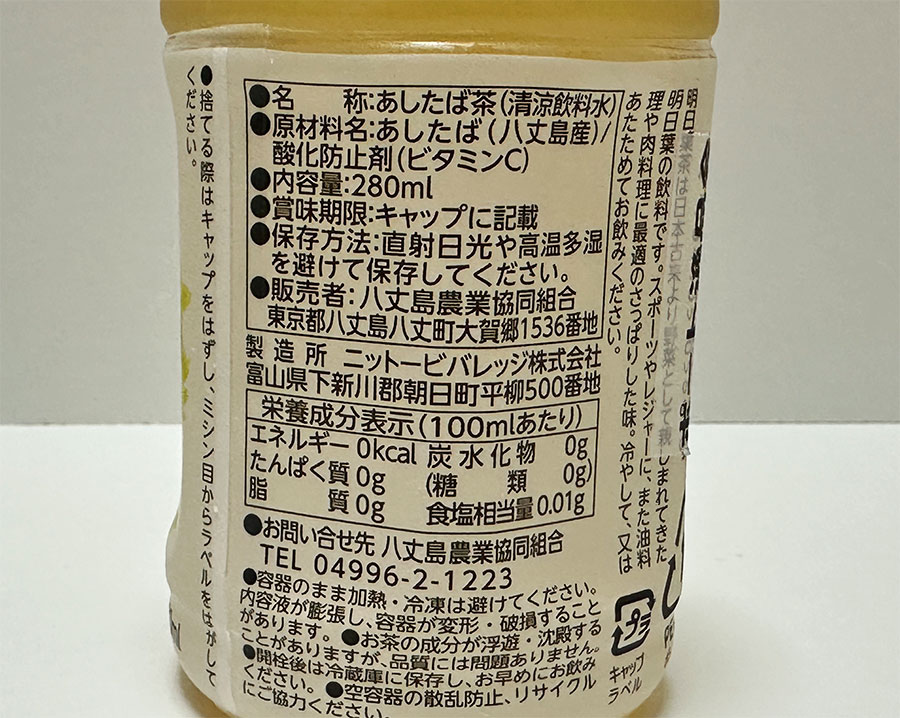 ●名　称:あしたば茶(清涼飲料水)
●原材料名:あしたば(八丈島産)/
酸化防止剤(ビタミンC)
●内容量:280ml
●賞味期限:キャップに記載
●保存方法:直射日光や高温多湿
を避けて保存してください。
●販売者:八丈島農業協同組合
東京都八丈島八丈町大賀郷1536番地
製造所 ニットービバレッジ株式会社
富山県下新川郡朝日町平柳500番地
栄養成分表示(100mlあたり)
エネルギー 0kcal 炭水化物 0g
たんぱく質 0g (糖類 0g)
脂質 0g 食塩相当量 0.01g
●お問い合せ先 八丈島農業協同組合
TEL 04996-2-1223
●容器のまま加熱・冷凍は避けてください。
内容液が膨張し、容器が変形・破損すること
があります。●お茶の成分が浮遊・沈殿する
ことがありますが、品質には問題ありません。
●開栓後は冷蔵庫に保存し、お早めにお飲み
ください。●空容器の散乱防止、リサイクル
にご協力ください。
明日葉茶は日本古来より野菜として親しまれてきた
明日葉の飲料です。スポーツやレジャーに、また油料
理や肉料理に最適のさっぱりした味。冷やして、又は
あたためてお飲みください。
プラ
キャップ
ラベル
●捨てる際はキャップをはずし、ミシン目からラベルをはがして
ください。